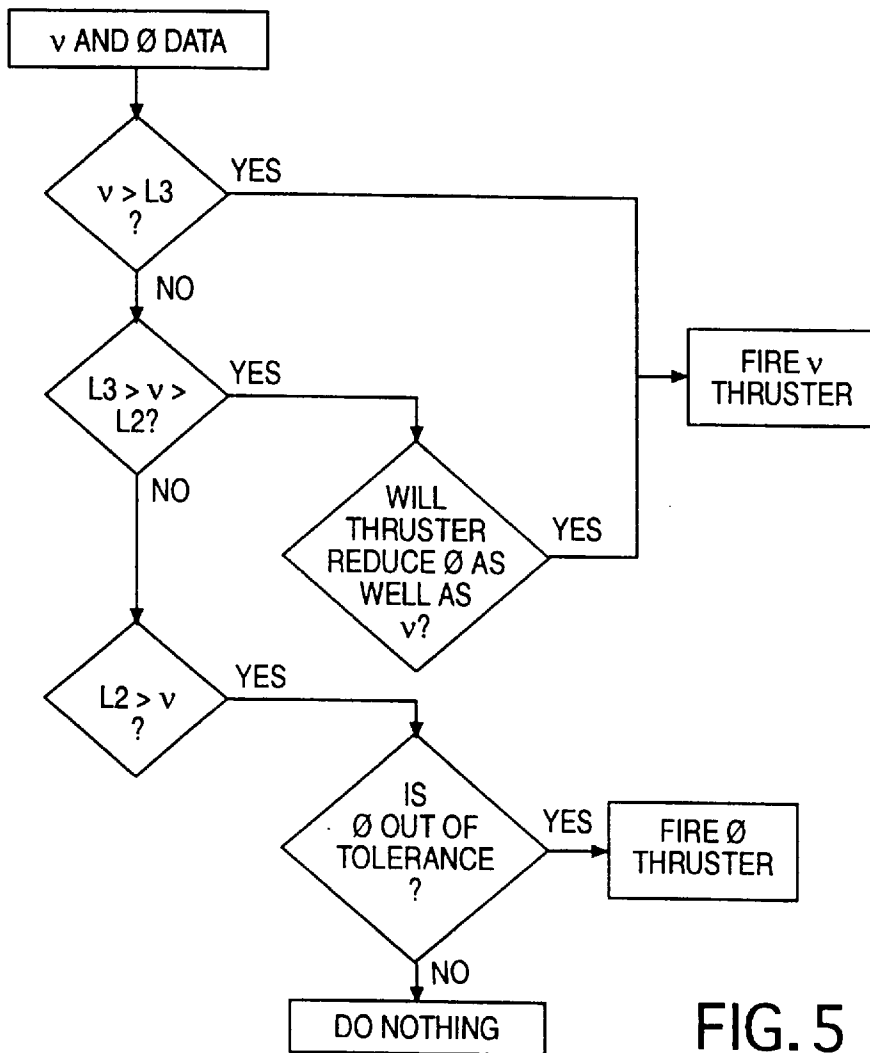 ν AND Ø DATA
ν > L3
?
YES
NO
L3 > ν >
L2?
YES
NO
FIRE ν
THRUSTER
WILL
THRUSTER
REDUCE Ø AS
WELL AS
ν?
YES
L2 > ν
?
YES
IS
Ø OUT OF
TOLERANCE
?
YES
NO
FIRE Ø
THRUSTER
DO NOTHING
FIG. 5